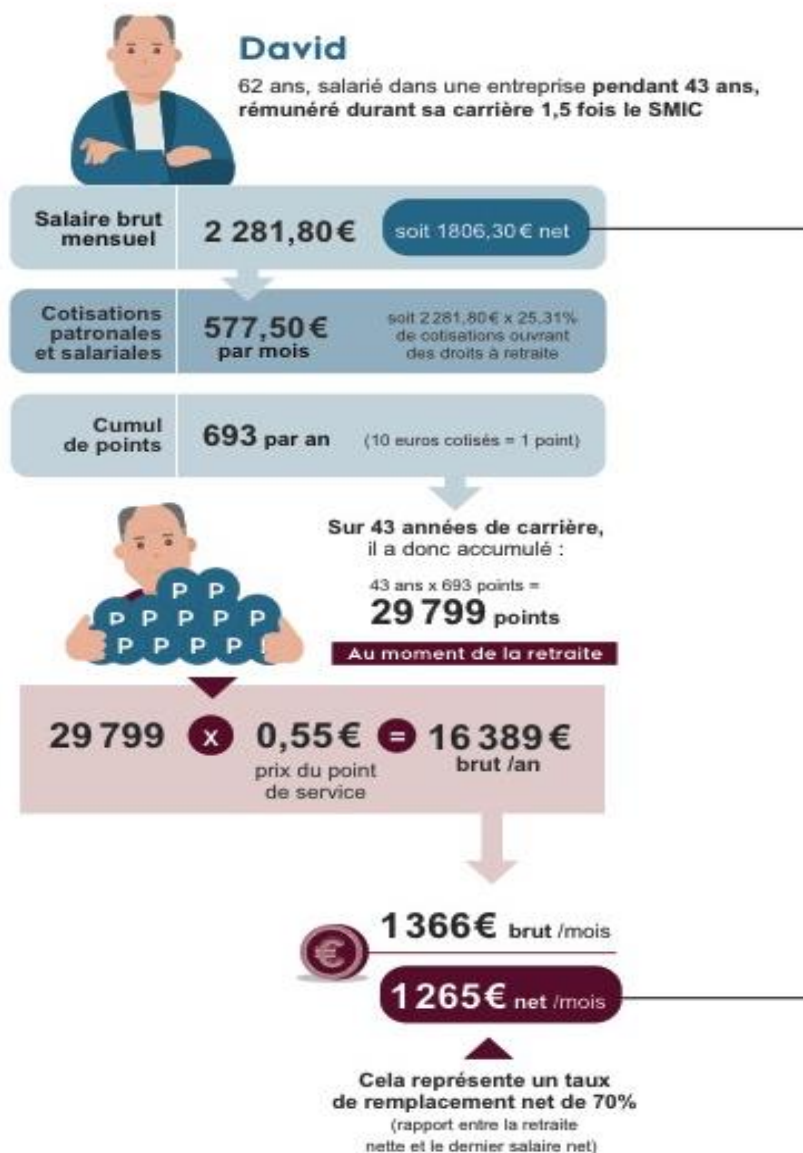 David
62 ans, salarié dans une entreprise pendant 43 ans,
rémunéré durant sa carrière 1,5 fois le SMIC
Salaire brut
mensuel
2 281,80 €
soit 1806,30 € net
Cotisations
patronales
et salariales
577,50 €
par mois
soit 2 281,80 € x 25,31%
de cotisations ouvrant
des droits à retraite
Cumul
de points
693 par an
(10 euros cotisés = 1 point)
Sur 43 années de carrière,
il a donc accumulé :
43 ans x 693 points =
29 799 points
P P
P P P P P
P P P P
Au moment de la retraite
29 799 x 0,55 € = 16 389 €
prix du point
de service
brut /an
1 366 € brut /mois
€
1 265 € net /mois
Cela représente un taux
de remplacement net de 70%
(rapport entre la retraite
nette et le dernier salaire net)